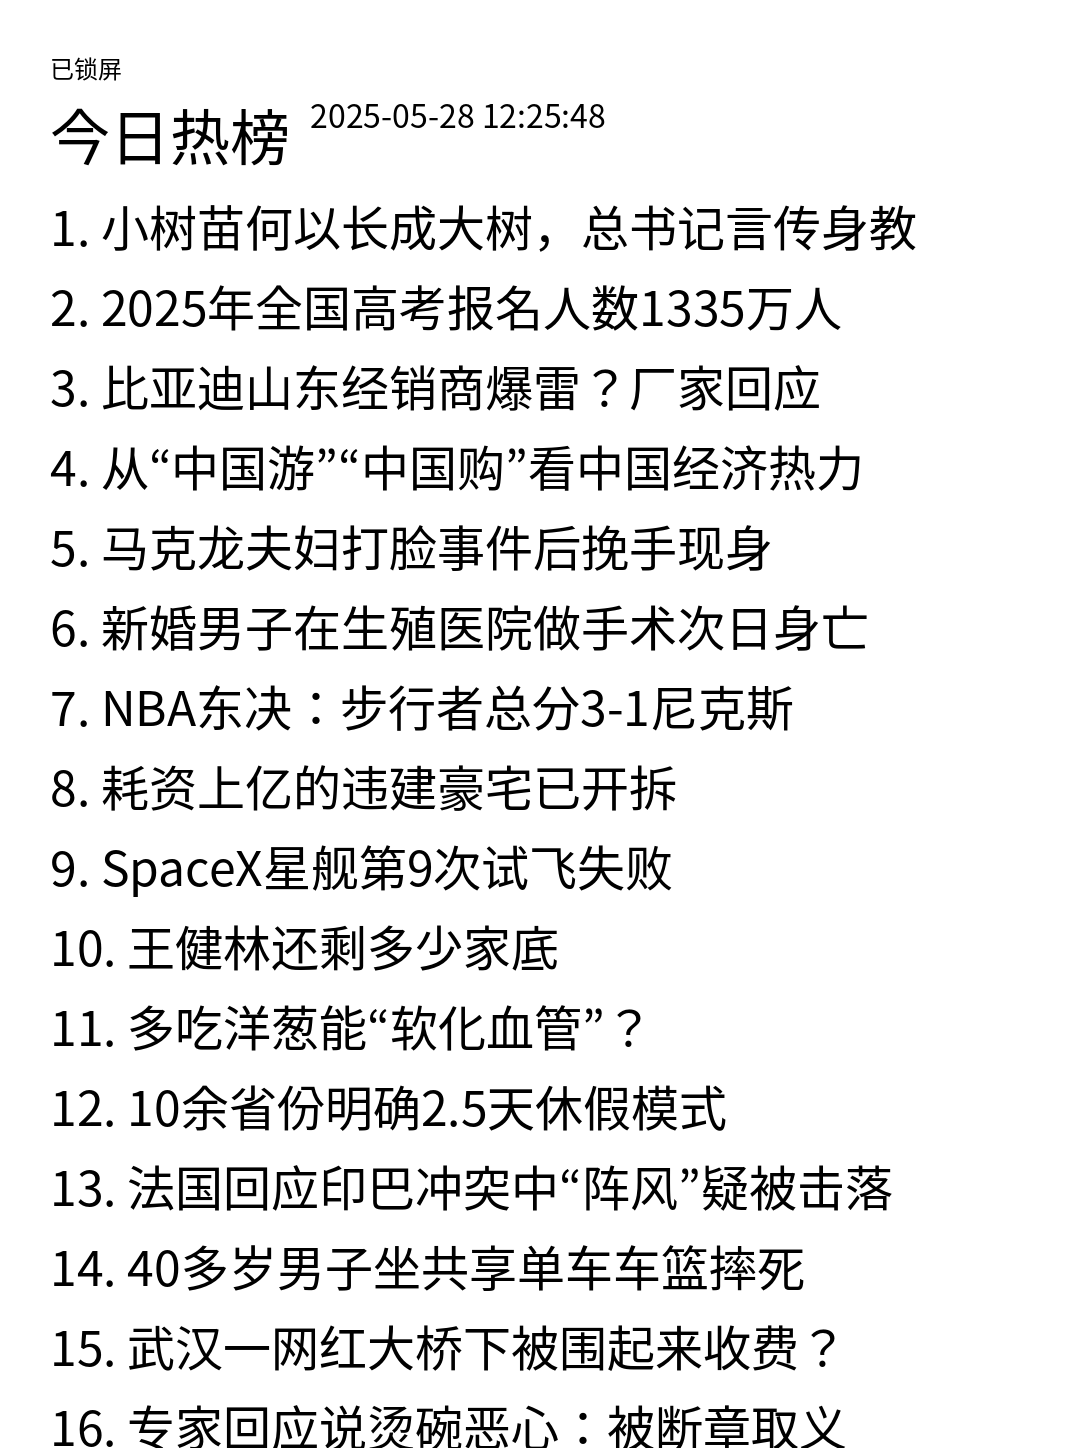 已锁屏
今日热榜 2025-05-28 12:25:48
1. 小树苗何以长成大树，总书记言传身教
2. 2025年全国高考报名人数1335万人
3. 比亚迪山东经销商爆雷？厂家回应
4. 从“中国游”“中国购”看中国经济热力
5. 马克龙夫妇打脸事件后挽手现身
6. 新婚男子在生殖医院做手术次日身亡
7. NBA东决：步行者总分3-1尼克斯
8. 耗资上亿的违建豪宅已开拆
9. SpaceX星舰第9次试飞失败
10. 王健林还剩多少家底
11. 多吃洋葱能“软化血管”？
12. 10余省份明确2.5天休假模式
13. 法国回应印巴冲突中“阵风”疑被击落
14. 40多岁男子坐共享单车车篮摔死
15. 武汉一网红大桥下被围起来收费？
16. 专家回应说烫碗恶心：被断章取义